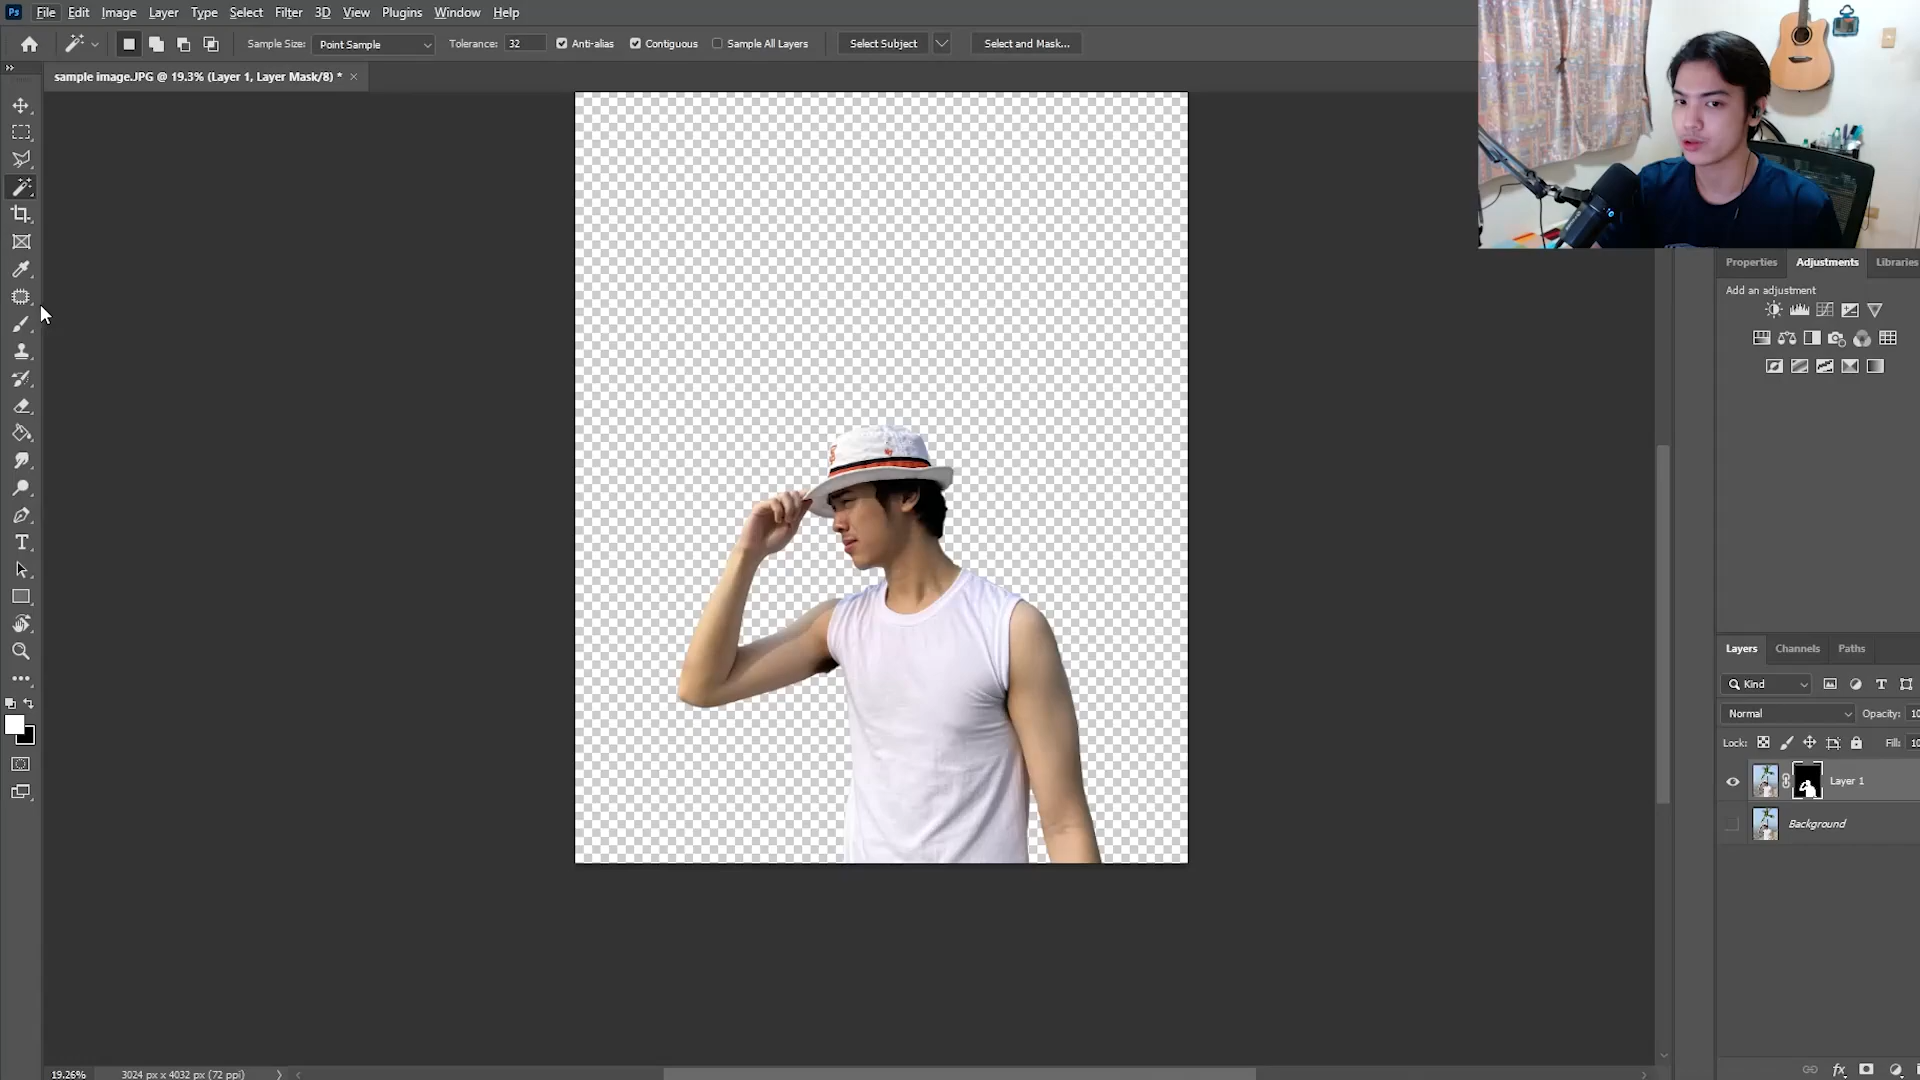 Ps File Edit Image Layer Type Select Filter 3D View Plugins Window Help
Sample Size: Point Sample Tolerance: 32 Anti-alias Contiguous Sample All Layers Select Subject Select and Mask...
sample image.JPG @ 19.3% (Layer 1, Layer Mask/8) *
Properties Adjustments Libraries
Add an adjustment
Layers Channels Paths
Kind
Normal Opacity: 10
Lock: Fill: 10
Layer 1
Background
19.26% 3024 px x 4032 px (72 ppi)